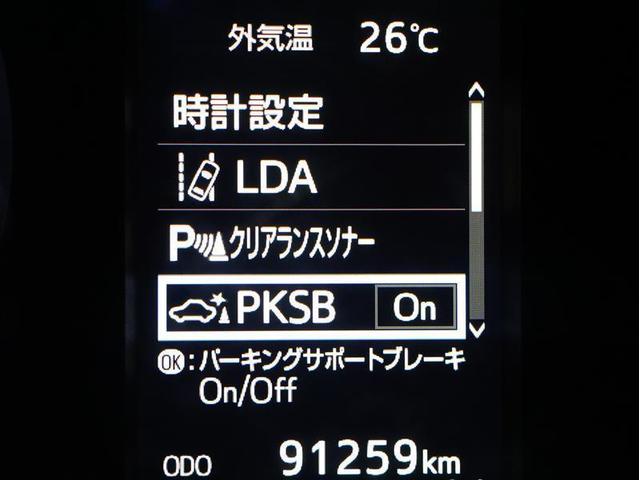 外気温 26℃
時計設定
LDA
Pクリアランスソナー
PKSB On
OK:パーキングサポートブレーキ
On/Off
ODO 91259km